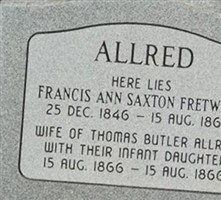 ALLRED
HERE LIES
FRANCIS ANN SAXTON
25 DEC. 1846 – 15 AUG.
WIFE OF THOMAS BUTLER
WITH THEIR INFANT
15 AUG. 1866 – 15 AUG. 1866